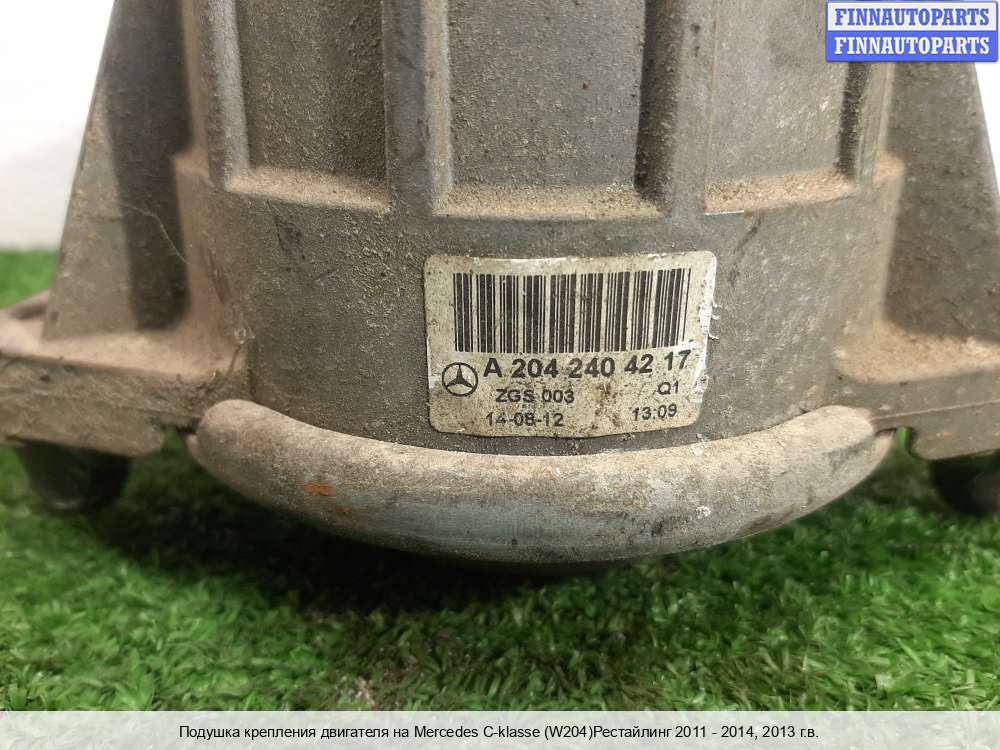 FINNAUTOPARTS
FINNAUTOPARTS
A 204 240 42 17
ZGS 003 Q1
14-08-12 13:09
Подушка крепления двигателя на Mercedes C-klasse (W204)Рестайлинг 2011 - 2014, 2013 г.в.